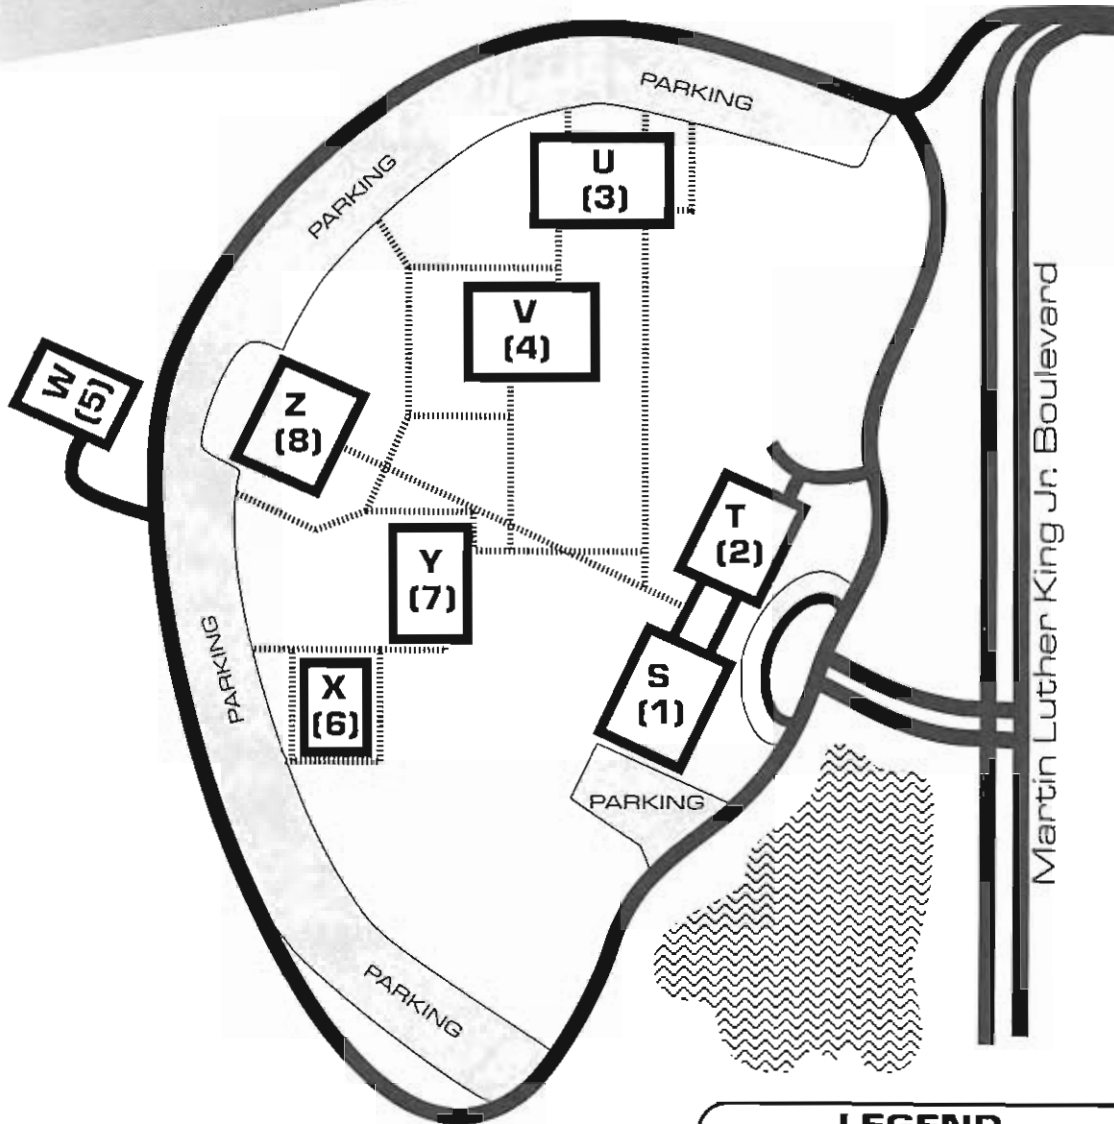 PARKING
PARKING
U
(3)
V
(4)
W
(5)
Z
(8)
T
(2)
Y
(7)
S
(1)
X
(6)
PARKING
PARKING
PARKING
Martin Luther King Jr. Boulevard
LEGEND